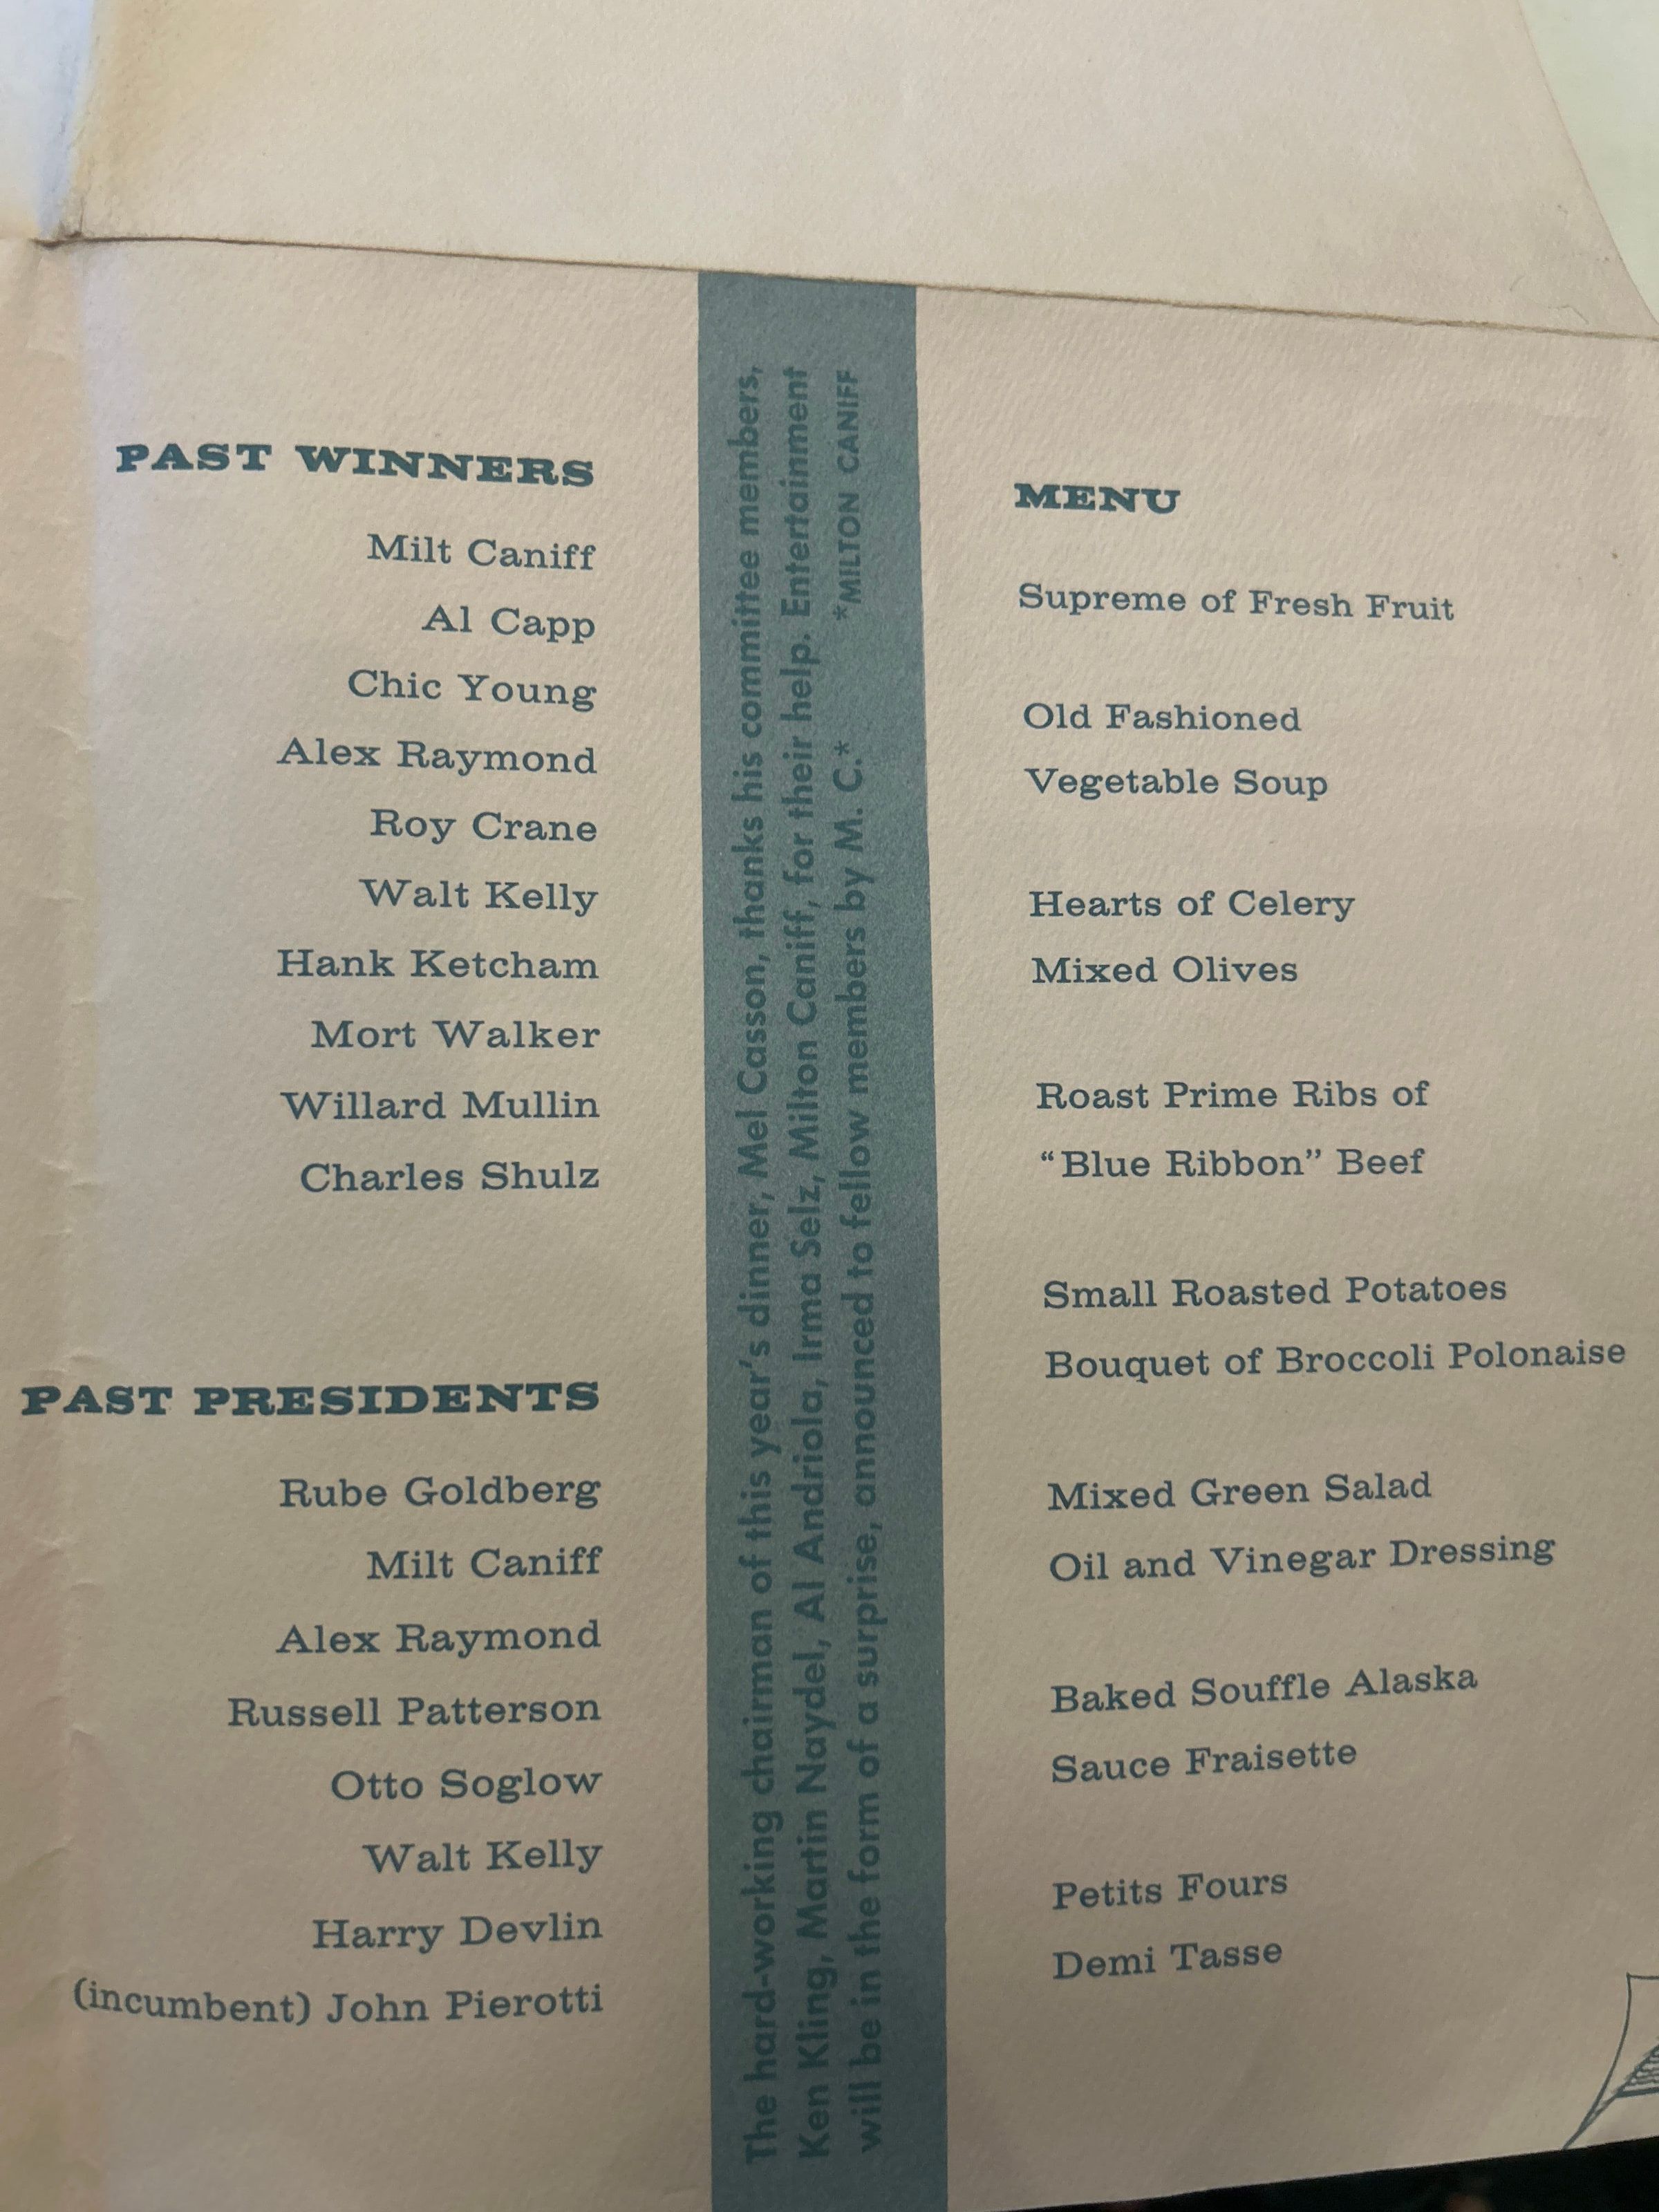 PAST WINNERS
Milt Caniff
Al Capp
Chic Young
Alex Raymond
Roy Crane
Walt Kelly
Hank Ketcham
Mort Walker
Willard Mullin
Charles Shulz
PAST PRESIDENTS
Rube Goldberg
Milt Caniff
Alex Raymond
Russell Patterson
Otto Soglow
Walt Kelly
Harry Devlin
(incumbent) John Pierotti
The hard-working chairman of this year's dinner, Mel Casson, thanks his committee members,
Ken Kling, Martin Naydel, Al Andriola, Irma Selz, Milton Caniff, for their help. Entertainment
will be in the form of a surprise, announced to fellow members by M. C.* *MILTON CANIFF
MENU
Supreme of Fresh Fruit
Old Fashioned
Vegetable Soup
Hearts of Celery
Mixed Olives
Roast Prime Ribs of
“Blue Ribbon” Beef
Small Roasted Potatoes
Bouquet of Broccoli Polonaise
Mixed Green Salad
Oil and Vinegar Dressing
Baked Souffle Alaska
Sauce Fraisette
Petits Fours
Demi Tasse